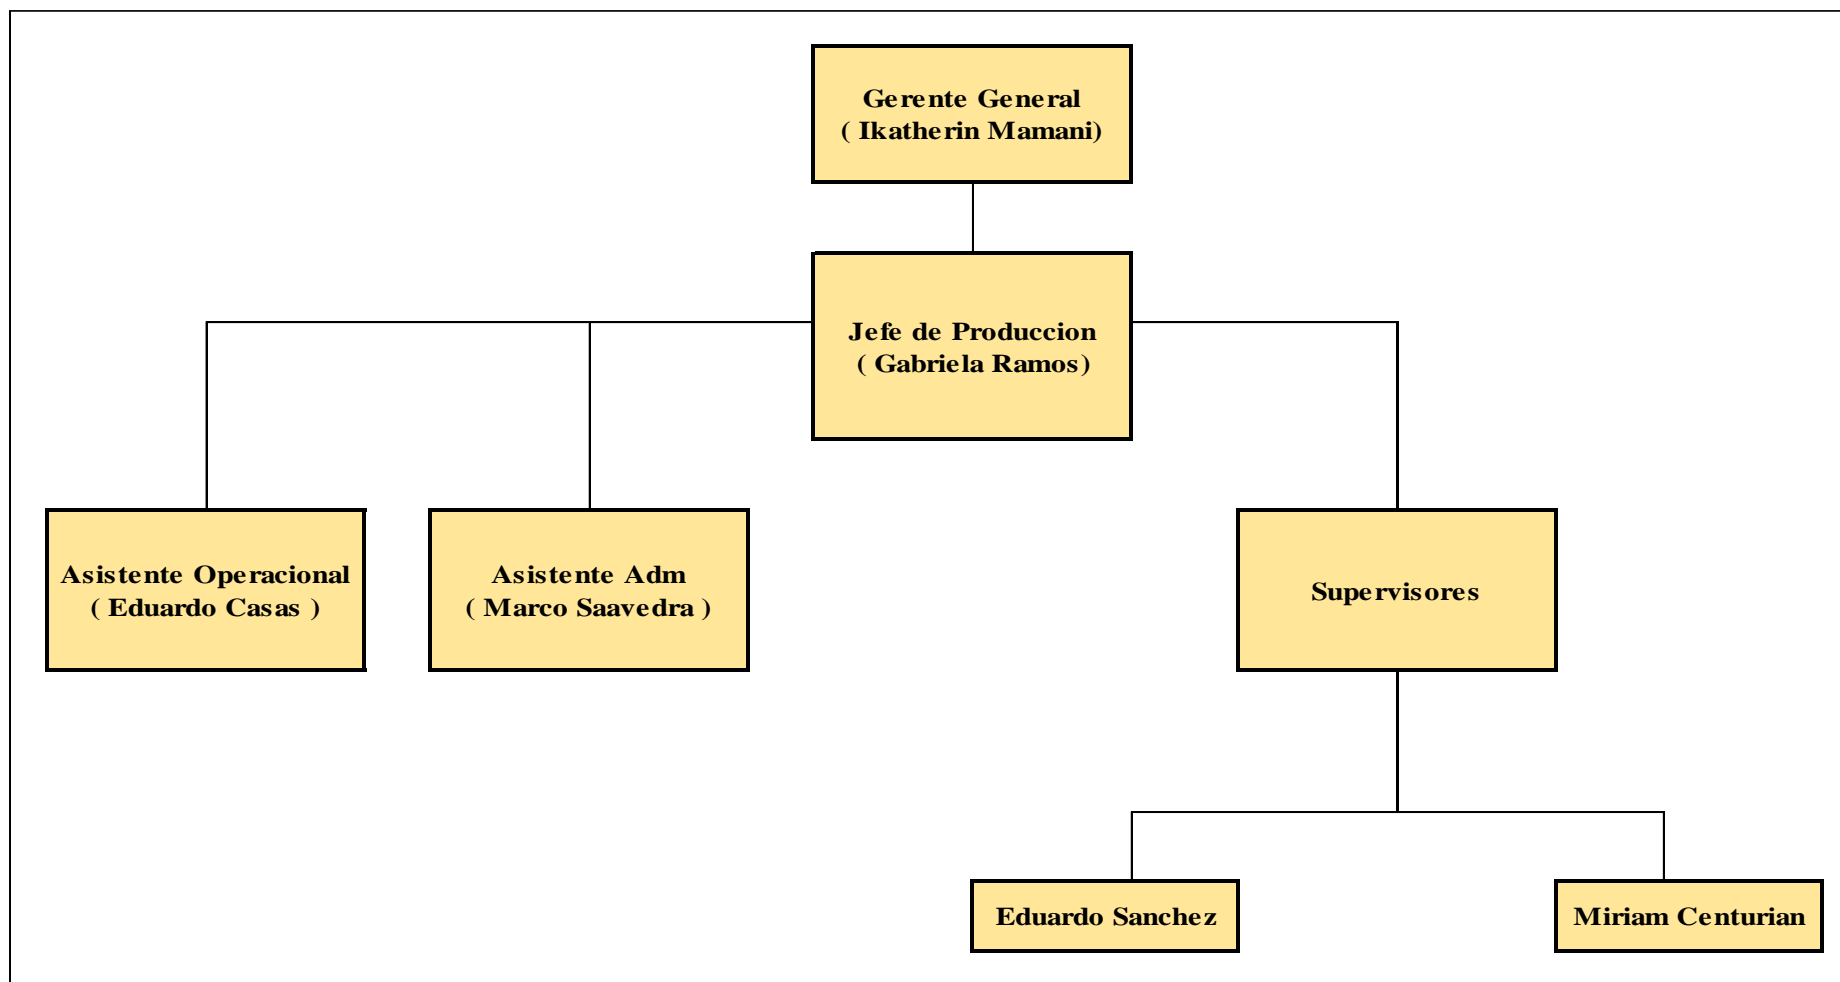 Gerente General
( Ikatherin Mamani)
Jefe de Produccion
( Gabriela Ramos)
Asistente Operacional
( Eduardo Casas )
Asistente Adm
( Marco Saavedra )
Supervisores
Eduardo Sanchez
Miriam Centurian